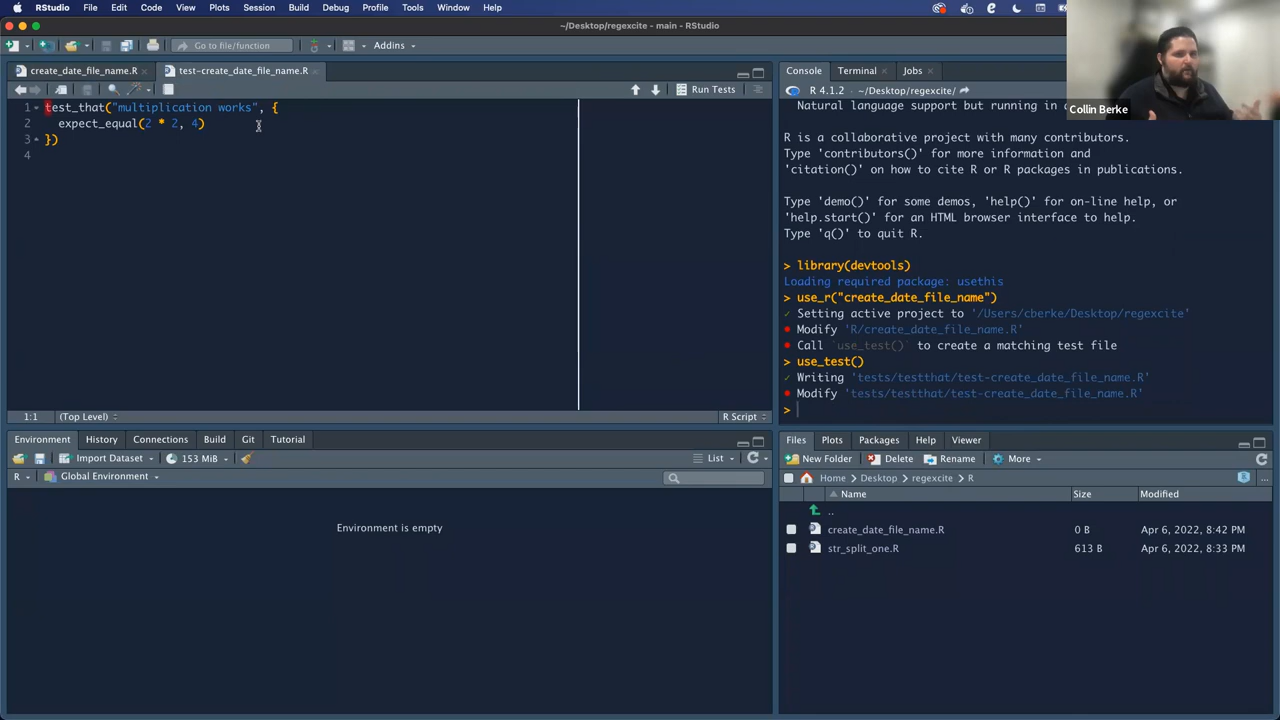 RStudio File Edit Code View Plots Session Build Debug Profile Tools Window Help
~/Desktop/regexcite - main - RStudio
Go to file/function Addins
create_date_file_name.R test-create_date_file_name.R
Run Tests
1 test_that("multiplication works", {
2 expect_equal(2 * 2, 4)
3 })
4
1:1 (Top Level) R Script
Environment History Connections Build Git Tutorial
Import Dataset 153 MiB List
R Global Environment
Environment is empty
Console Terminal Jobs
R 4.1.2 · ~/Desktop/regexcite/
Natural language support but running in
Collin Berke
R is a collaborative project with many contributors.
Type 'contributors()' for more information and
'citation()' on how to cite R or R packages in publications.
Type 'demo()' for some demos, 'help()' for on-line help, or
'help.start()' for an HTML browser interface to help.
Type 'q()' to quit R.
> library(devtools)
Loading required package: usethis
> use_r("create_date_file_name")
✓ Setting active project to '/Users/cberke/Desktop/regexcite'
• Modify 'R/create_date_file_name.R'
• Call `use_test()` to create a matching test file
> use_test()
✓ Writing 'tests/testthat/test-create_date_file_name.R'
• Modify 'tests/testthat/test-create_date_file_name.R'
>
Files Plots Packages Help Viewer
New Folder Delete Rename More
Home Desktop regexcite R
Name Size Modified
..
create_date_file_name.R 0 B Apr 6, 2022, 8:42 PM
str_split_one.R 613 B Apr 6, 2022, 8:33 PM